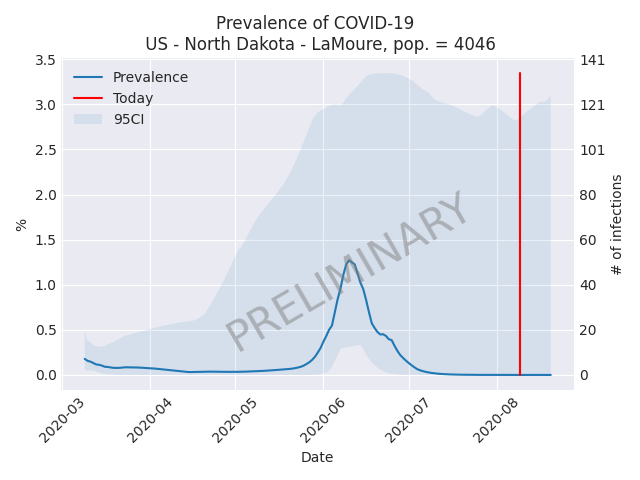 Prevalence of COVID-19
US - North Dakota - LaMoure, pop. = 4046
Prevalence
Today
95CI
3.5
3.0
2.5
2.0
1.5
1.0
0.5
0.0
%
141
121
101
80
60
40
20
0
# of infections
PRELIMINARY
2020-03
2020-04
2020-05
2020-06
2020-07
2020-08
Date